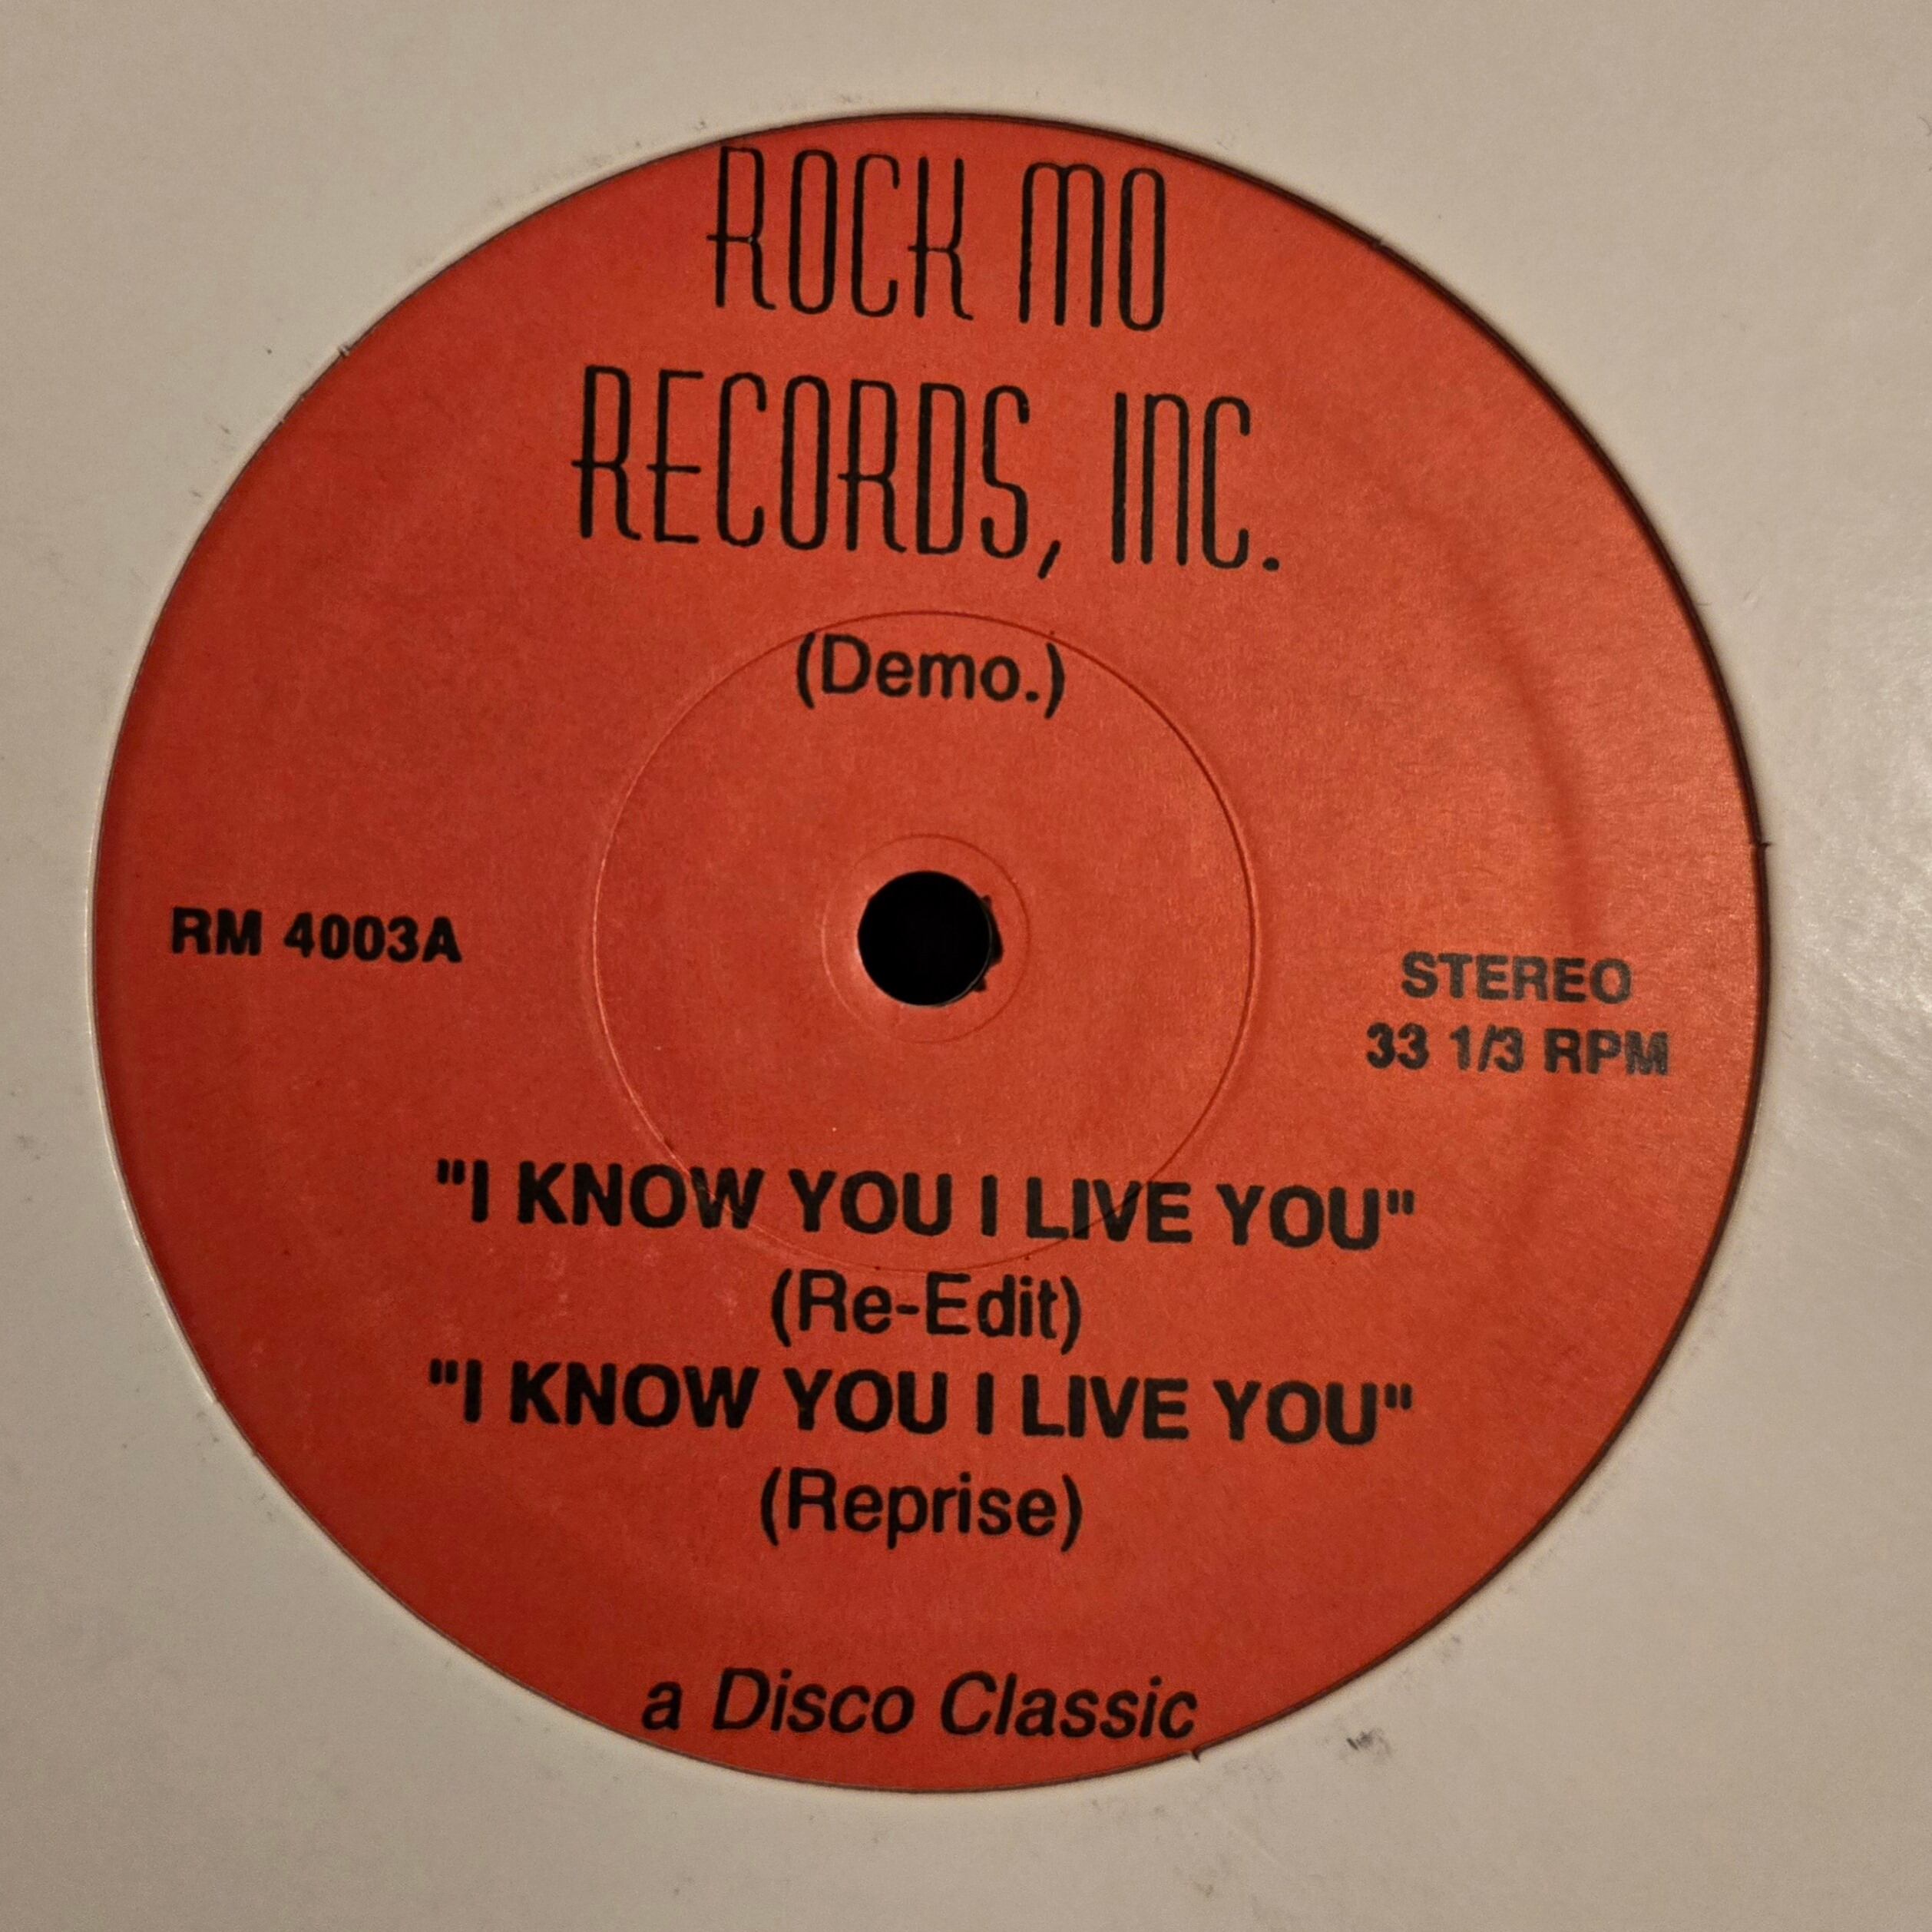 ROCK MO
RECORDS, INC.
(Demo.)
RM 4003A
STEREO
33 1/3 RPM
"I KNOW YOU I LIVE YOU"
(Re-Edit)
"I KNOW YOU I LIVE YOU"
(Reprise)
a Disco Classic